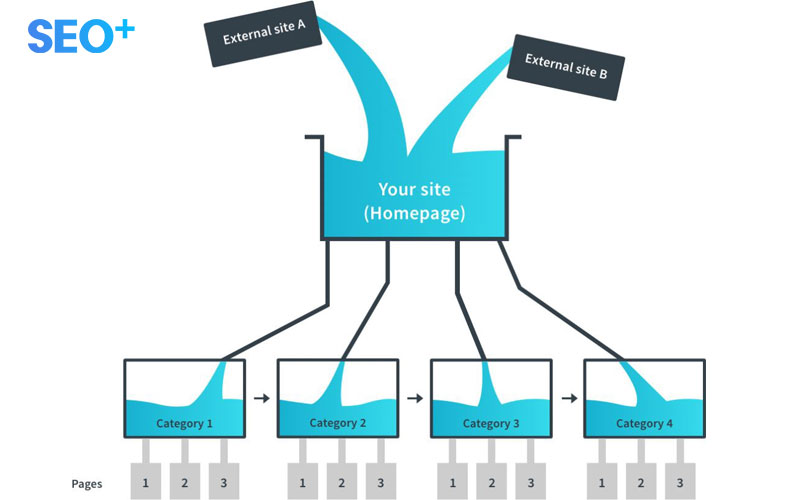 SEO+
External site A
External site B
Your site
(Homepage)
Category 1
Category 2
Category 3
Category 4
Pages 1 2 3 1 2 3 1 2 3 1 2 3